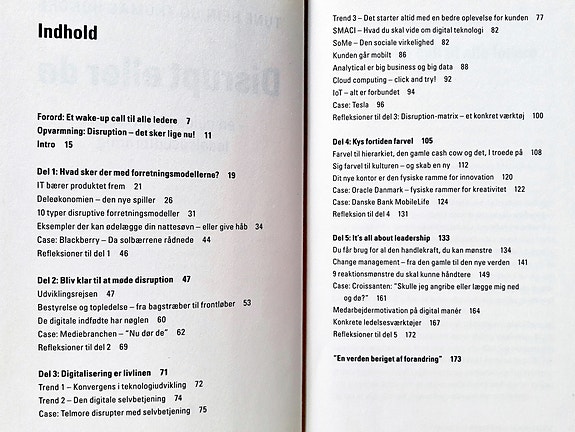 Indhold
Forord: Et wake-up call til alle ledere 7
Opvarmning: Disruption – det sker lige nu! 11
Intro 15
Del 1: Hvad sker der med forretningsmodellerne? 19
IT bærer produktet frem 21
Deleøkonomien – den nye spiller 26
10 typer disruptive forretningsmodeller 31
Eksempler der kan ødelægge din nattesøvn – eller give håb 34
Case: Blackberry – Da solbærrene rådnede 44
Refleksioner til del 1 46
Del 2: Bliv klar til at møde disruption 47
Udviklingsrejsen 47
Bestyrelse og topledelse – fra bagstræber til frontløber 53
De digitale indfødte har nøglen 60
Case: Mediebranchen – "Nu dør de" 62
Refleksioner til del 2 69
Del 3: Digitalisering er livlinen 71
Trend 1 – Konvergens i teknologiudvikling 72
Trend 2 – Den digitale selvbetjening 74
Case: Telmore disrupter med selvbetjening 75
Trend 3 – Det starter altid med en bedre oplevelse for kunden 77
SMACI – Hvad du skal vide om digital teknologi 82
SoMe – Den sociale virkelighed 82
Kunden går mobilt 86
Analytical er big business og big data 88
Cloud computing – click and try! 92
IoT – alt er forbundet 94
Case: Tesla 96
Refleksioner til del 3: Disruption-matrix – et konkret værktøj 100
Del 4: Kys fortiden farvel 105
Farvel til hierarkiet, den gamle cash cow og det, I troede på 108
Sig farvel til kulturen – og skab en ny 112
Dit nye kontor er den fysiske ramme for innovation 120
Case: Oracle Danmark – fysiske rammer for kreativitet 122
Case: Danske Bank MobileLife 124
Refleksion til del 4 131
Del 5: It's all about leadership 133
Du får brug for al den handlekraft, du kan mønstre 134
Change management – fra den gamle til den nye verden 141
9 reaktionsmønstre du skal kunne håndtere 149
Case: Croissanten: "Skulle jeg angribe eller lægge mig ned
og dø?" 161
Medarbejdermotivation på digital manér 164
Konkrete ledelsesværktøjer 167
Refleksioner til del 5 172
"En verden beriget af forandring" 173